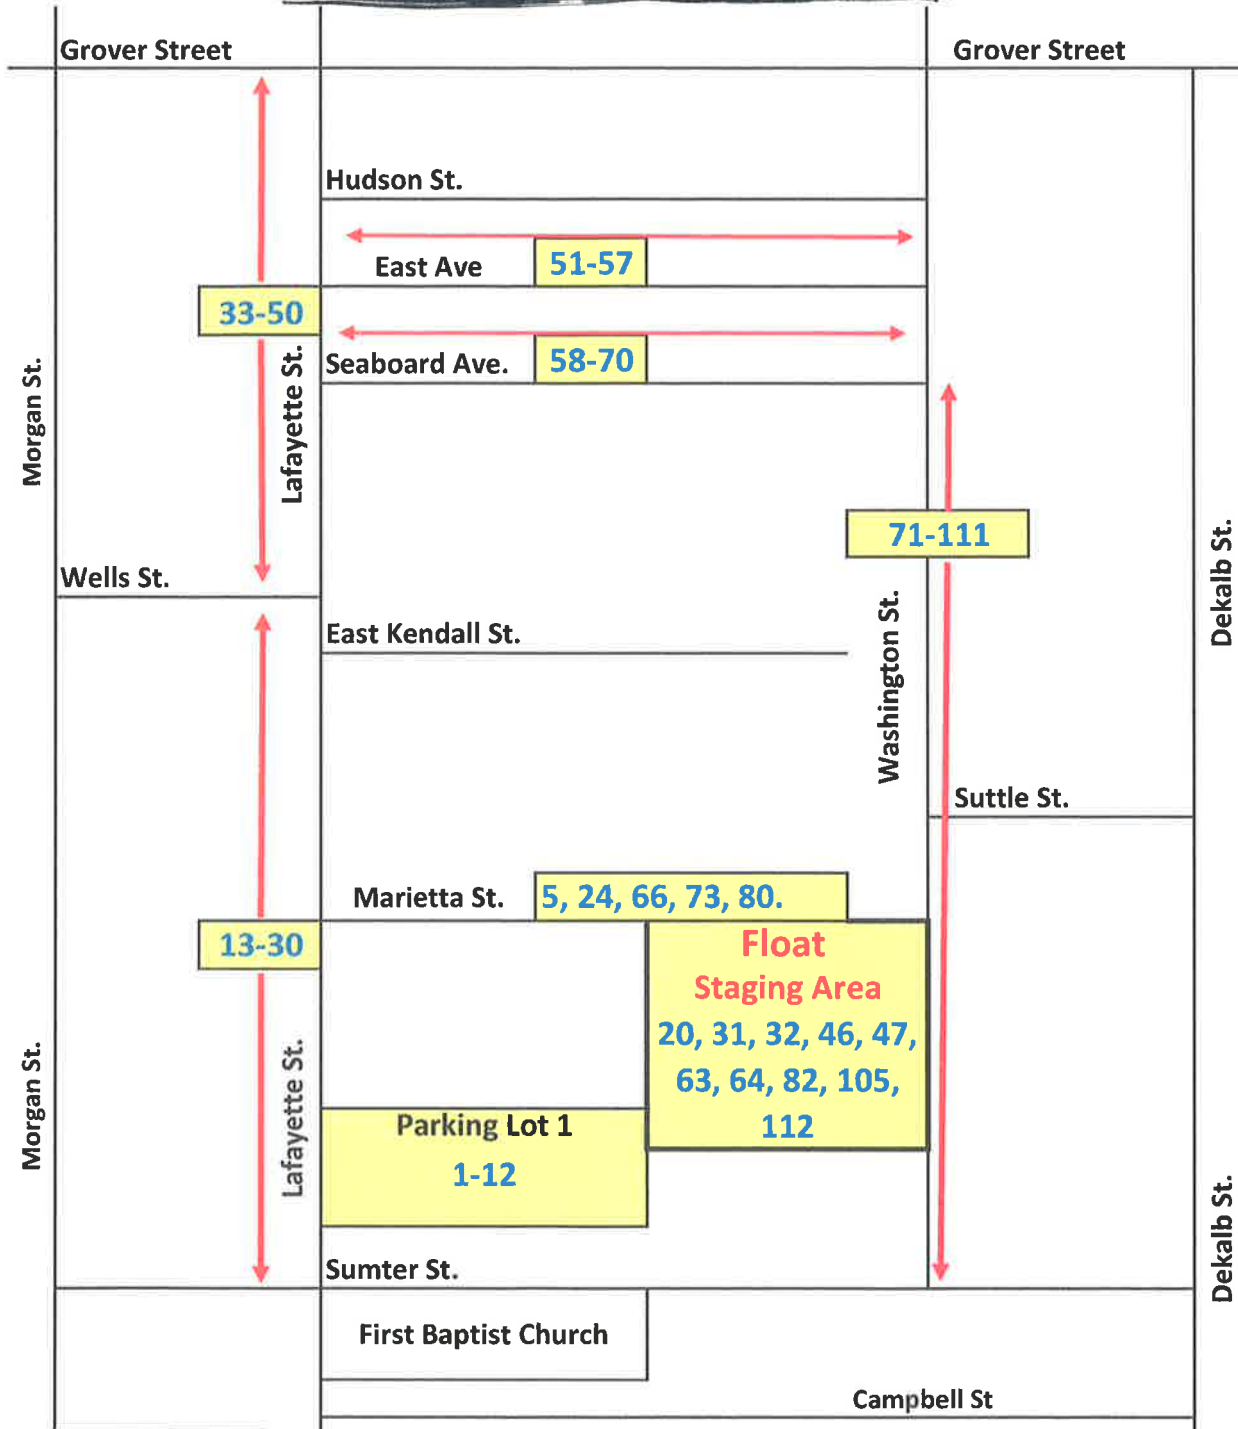 Grover Street
Grover Street
Hudson St.
East Ave
51-57
33-50
Seaboard Ave.
58-70
Morgan St.
Lafayette St.
71-111
Dekalb St.
Wells St.
East Kendall St.
Washington St.
Suttle St.
Marietta St.
5, 24, 66, 73, 80.
13-30
Float
Staging Area
20, 31, 32, 46, 47,
63, 64, 82, 105,
112
Morgan St.
Lafayette St.
Parking Lot 1
1-12
Dekalb St.
Sumter St.
First Baptist Church
Campbell St